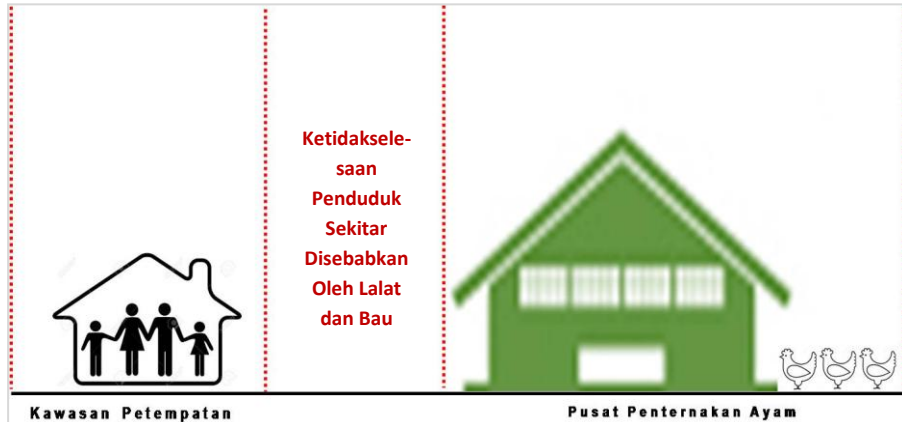 Ketidaksele-
saan
Penduduk
Sekitar
Disebabkan
Oleh Lalat
dan Bau
Kawasan Petempatan
Pusat Penternakan Ayam